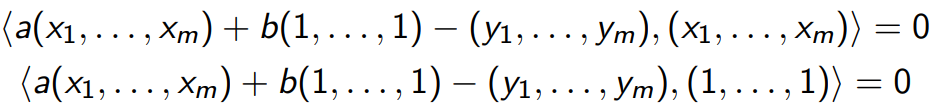 ⟨a(x₁, . . . , xₘ) + b(1, . . . , 1) − (y₁, . . . , yₘ), (x₁, . . . , xₘ)⟩ = 0
⟨a(x₁, . . . , xₘ) + b(1, . . . , 1) − (y₁, . . . , yₘ), (1, . . . , 1)⟩ = 0